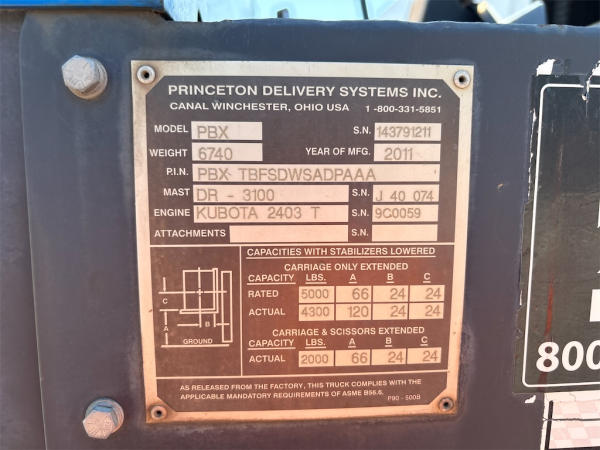 PRINCETON DELIVERY SYSTEMS INC.
CANAL WINCHESTER, OHIO USA 1-800-331-5851
MODEL PBX S.N. 143791211
WEIGHT 6740 YEAR OF MFG. 2011
P.I.N. PBX TBFSDWSADPAAA
MAST DR - 3100 S.N. J 40 074
ENGINE KUBOTA 2403 T S.N. 9C0059
ATTACHMENTS S.N.
CAPACITIES WITH STABILIZERS LOWERED
CARRIAGE ONLY EXTENDED
CAPACITY LBS. A B C
RATED 5000 66 24 24
ACTUAL 4300 120 24 24
CARRIAGE & SCISSORS EXTENDED
CAPACITY LBS. A B C
ACTUAL 2000 66 24 24
C
A
B
GROUND
AS RELEASED FROM THE FACTORY, THIS TRUCK COMPLIES WITH THE
APPLICABLE MANDATORY REQUIREMENTS OF ASME B56.6. P90-500B
800